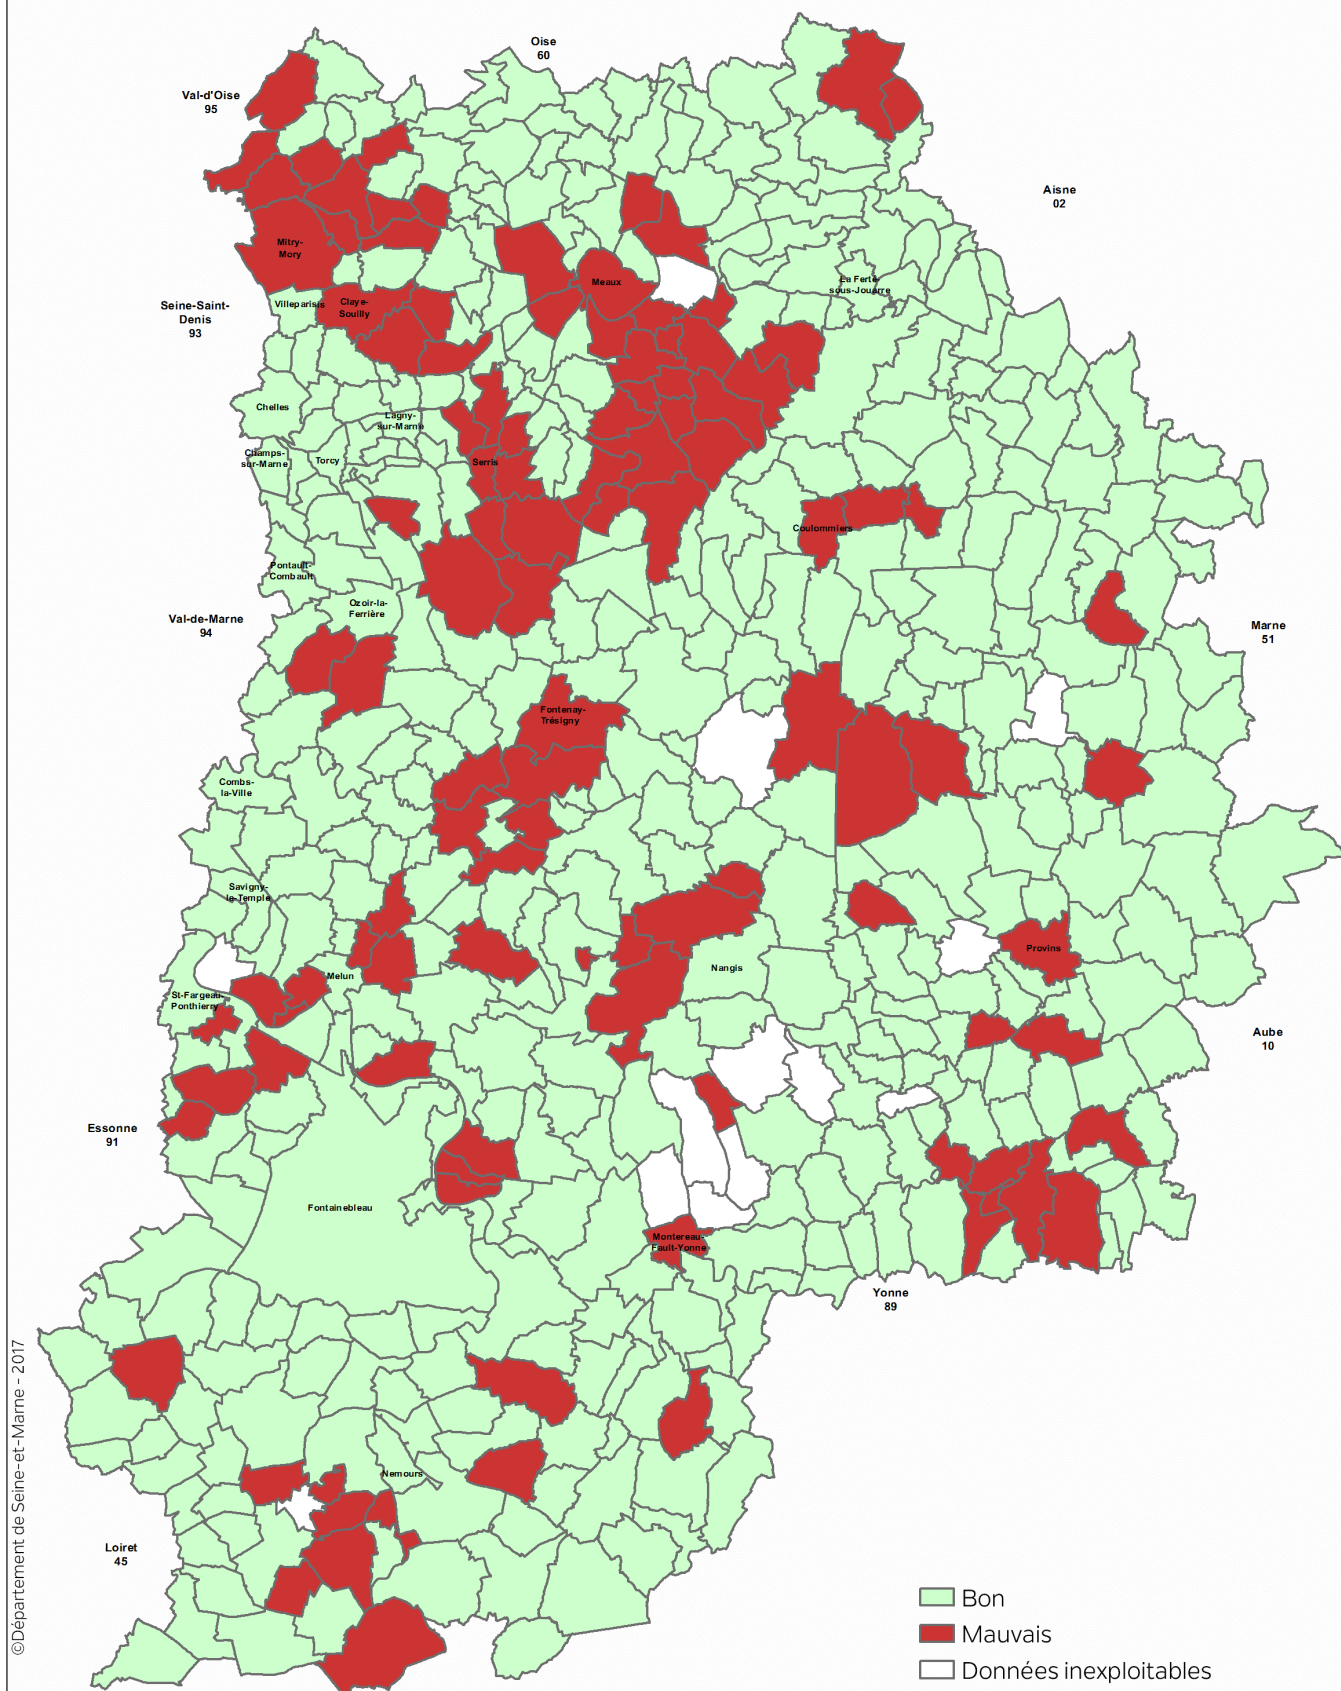 Oise
60
Val-d'Oise
95
Aisne
02
Mitry-
Mory
Meaux
La Ferté-
sous-Jouarre
Seine-Saint-
Denis
93
Villeparisis
Claye-
Souilly
Chelles
Lagny-
sur-Marne
Champs-
sur-Marne
Torcy
Serris
Coulommiers
Pontault-
Combault
Ozoir-la-
Ferrière
Val-de-Marne
94
Marne
51
Fontenay-
Trésigny
Combs-
la-Ville
Savigny-
le-Temple
Provins
Nangis
Melun
St-Fargeau-
Ponthierry
Aube
10
Essonne
91
Fontainebleau
Montereau-
Fault-Yonne
Yonne
89
Nemours
Loiret
45
©Département de Seine-et-Marne - 2017
Bon
Mauvais
Données inexploitables